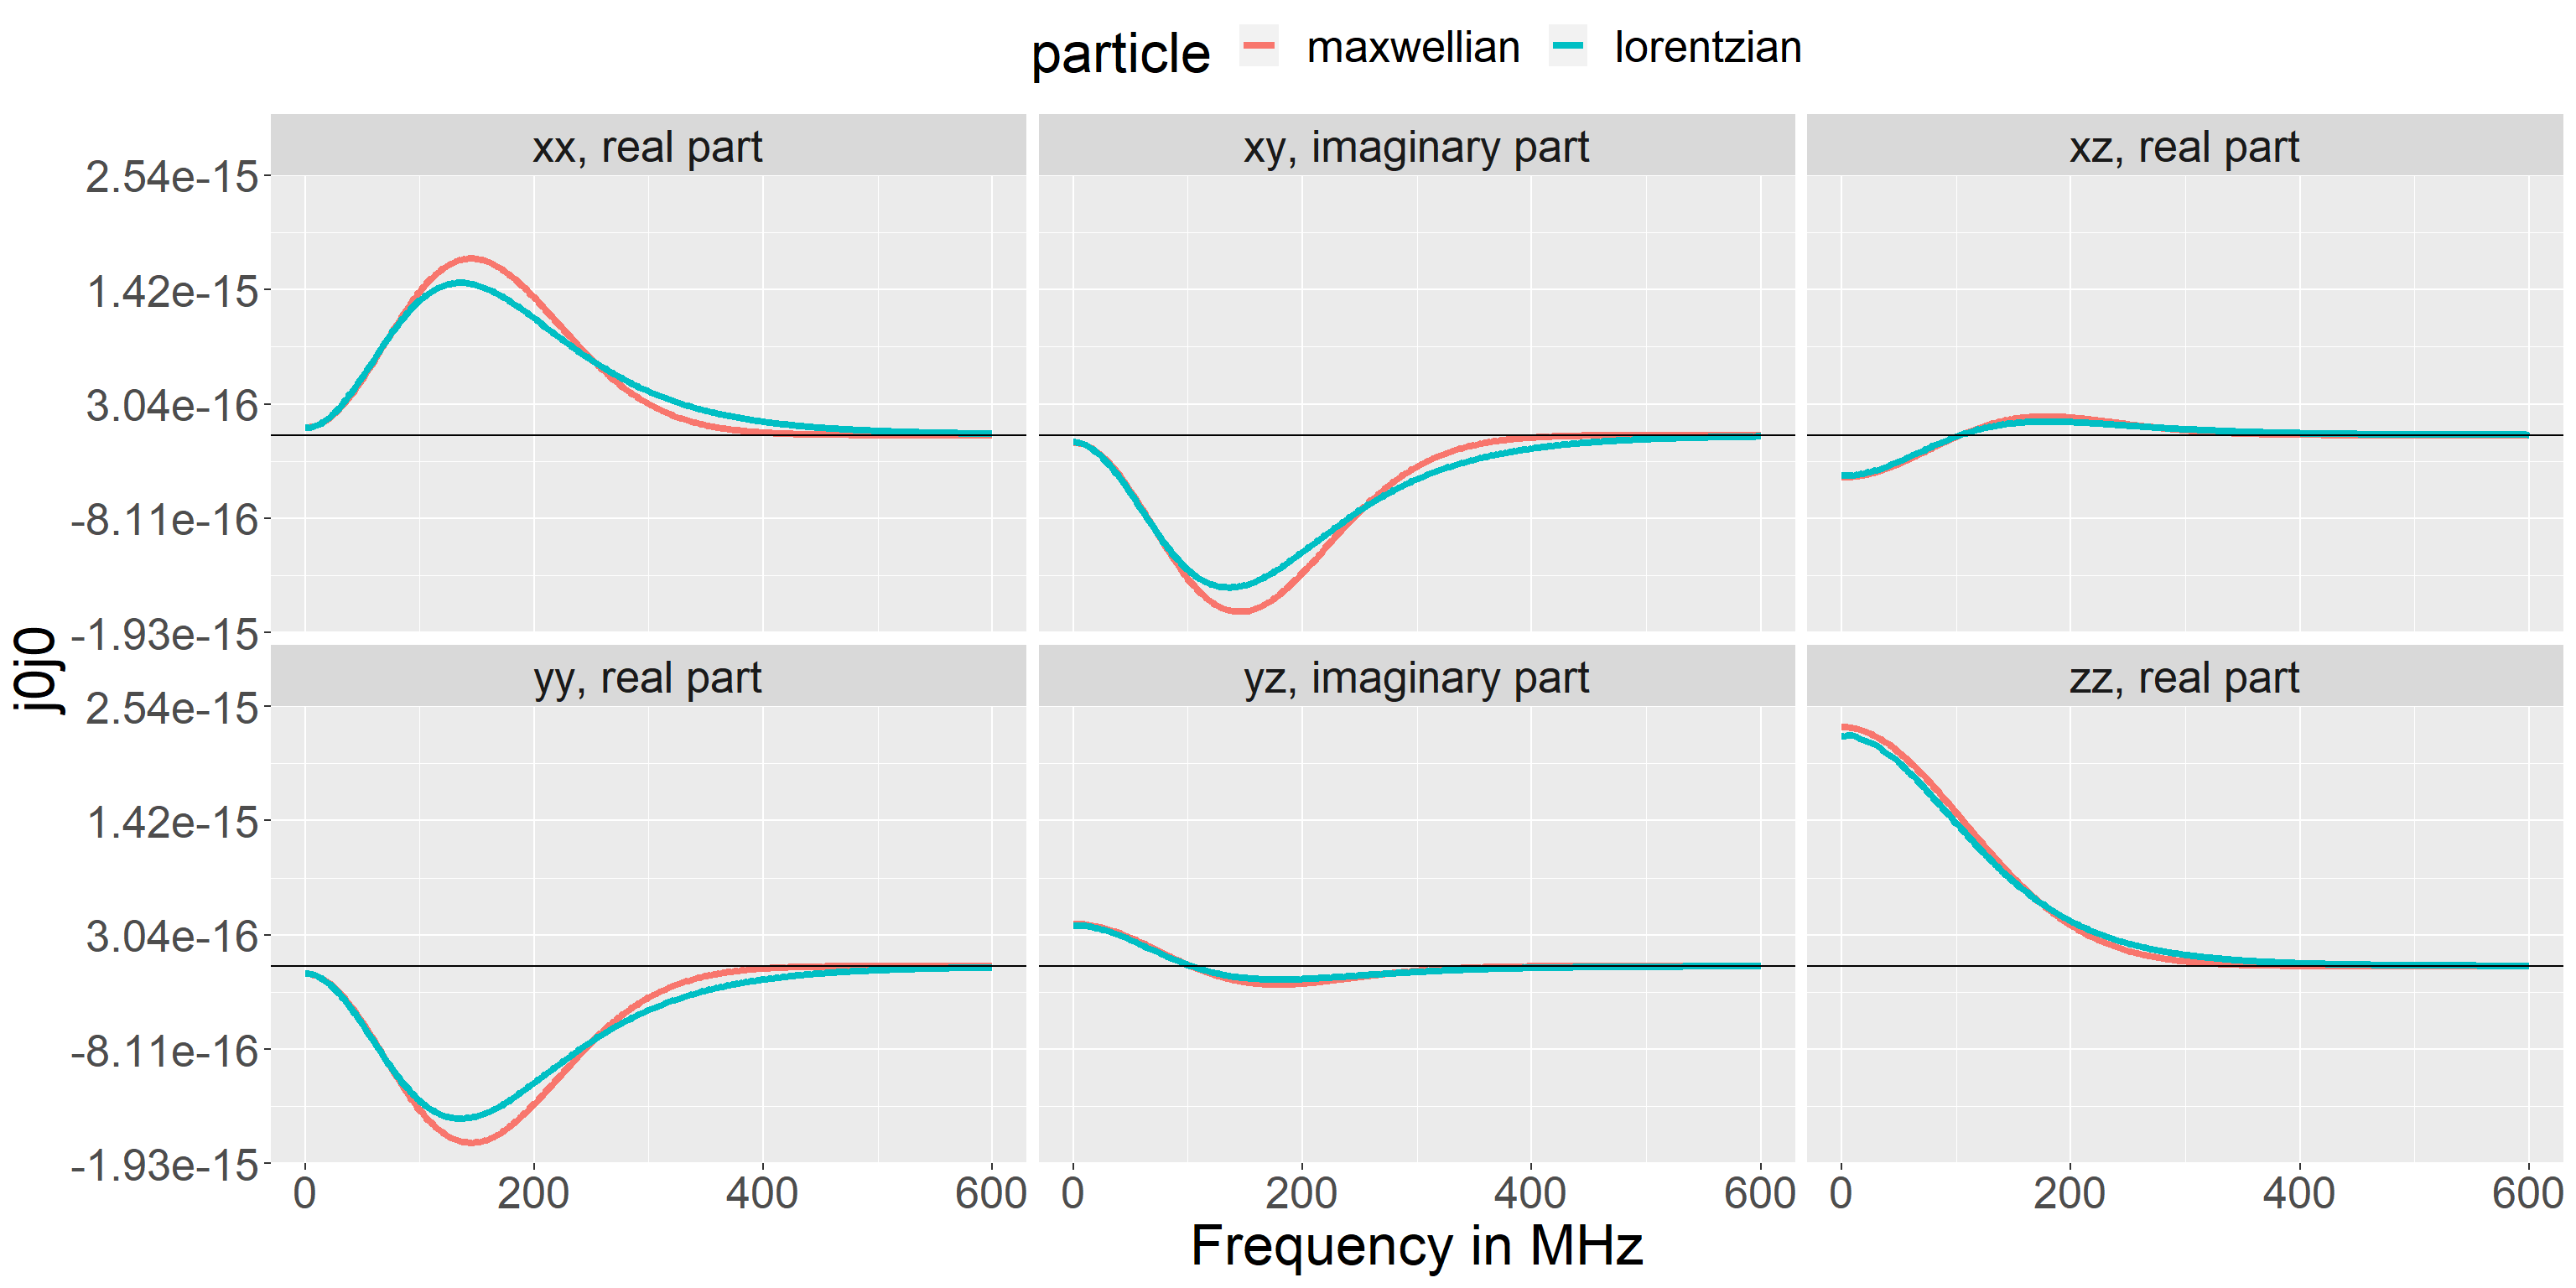 particle maxwellian lorentzian
xx, real part
xy, imaginary part
xz, real part
2.54e-15
1.42e-15
3.04e-16
-8.11e-16
-1.93e-15
yy, real part
yz, imaginary part
zz, real part
2.54e-15
1.42e-15
3.04e-16
-8.11e-16
-1.93e-15
j0j0
0 200 400 600
0 200 400 600
0 200 400 600
Frequency in MHz